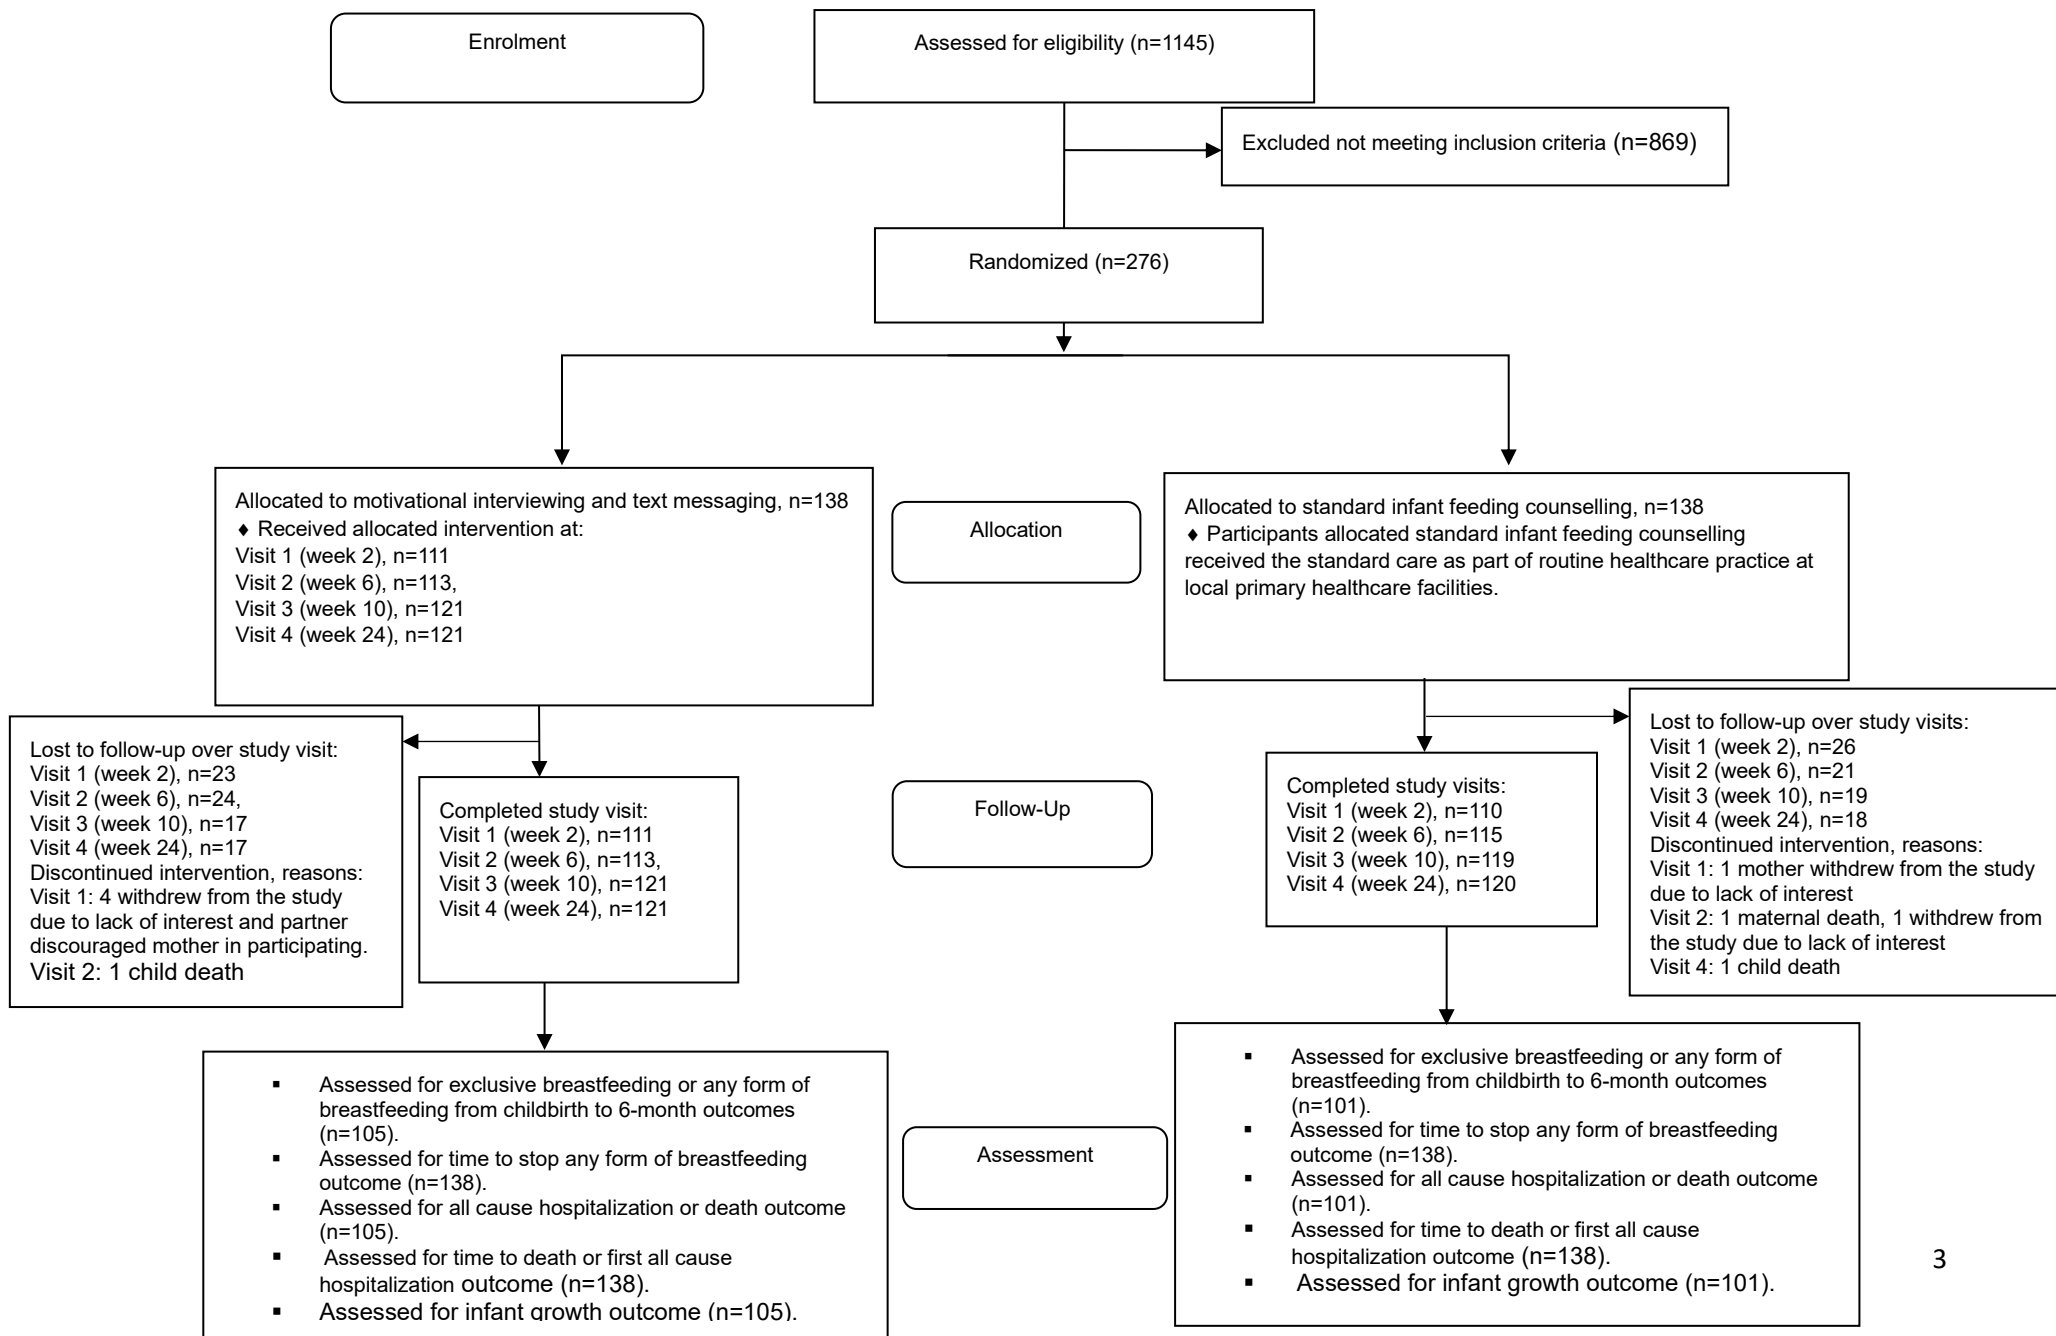 Enrolment
Assessed for eligibility (n=1145)
Excluded not meeting inclusion criteria (n=869)
Randomized (n=276)
Allocated to motivational interviewing and text messaging, n=138
♦ Received allocated intervention at:
Visit 1 (week 2), n=111
Visit 2 (week 6), n=113,
Visit 3 (week 10), n=121
Visit 4 (week 24), n=121
Allocation
Allocated to standard infant feeding counselling, n=138
♦ Participants allocated standard infant feeding counselling
received the standard care as part of routine healthcare practice at
local primary healthcare facilities.
Lost to follow-up over study visit:
Visit 1 (week 2), n=23
Visit 2 (week 6), n=24,
Visit 3 (week 10), n=17
Visit 4 (week 24), n=17
Discontinued intervention, reasons:
Visit 1: 4 withdrew from the study
due to lack of interest and partner
discouraged mother in participating.
Visit 2: 1 child death
Completed study visit:
Visit 1 (week 2), n=111
Visit 2 (week 6), n=113,
Visit 3 (week 10), n=121
Visit 4 (week 24), n=121
Follow-Up
Completed study visits:
Visit 1 (week 2), n=110
Visit 2 (week 6), n=115
Visit 3 (week 10), n=119
Visit 4 (week 24), n=120
Lost to follow-up over study visits:
Visit 1 (week 2), n=26
Visit 2 (week 6), n=21
Visit 3 (week 10), n=19
Visit 4 (week 24), n=18
Discontinued intervention, reasons:
Visit 1: 1 mother withdrew from the study
due to lack of interest
Visit 2: 1 maternal death, 1 withdrew from
the study due to lack of interest
Visit 4: 1 child death
▪ Assessed for exclusive breastfeeding or any form of
breastfeeding from childbirth to 6-month outcomes
(n=105).
▪ Assessed for time to stop any form of breastfeeding
outcome (n=138).
▪ Assessed for all cause hospitalization or death outcome
(n=105).
▪ Assessed for time to death or first all cause
hospitalization outcome (n=138).
▪ Assessed for infant growth outcome (n=105).
Assessment
▪ Assessed for exclusive breastfeeding or any form of
breastfeeding from childbirth to 6-month outcomes
(n=101).
▪ Assessed for time to stop any form of breastfeeding
outcome (n=138).
▪ Assessed for all cause hospitalization or death outcome
(n=101).
▪ Assessed for time to death or first all cause
hospitalization outcome (n=138).
▪ Assessed for infant growth outcome (n=101).
3